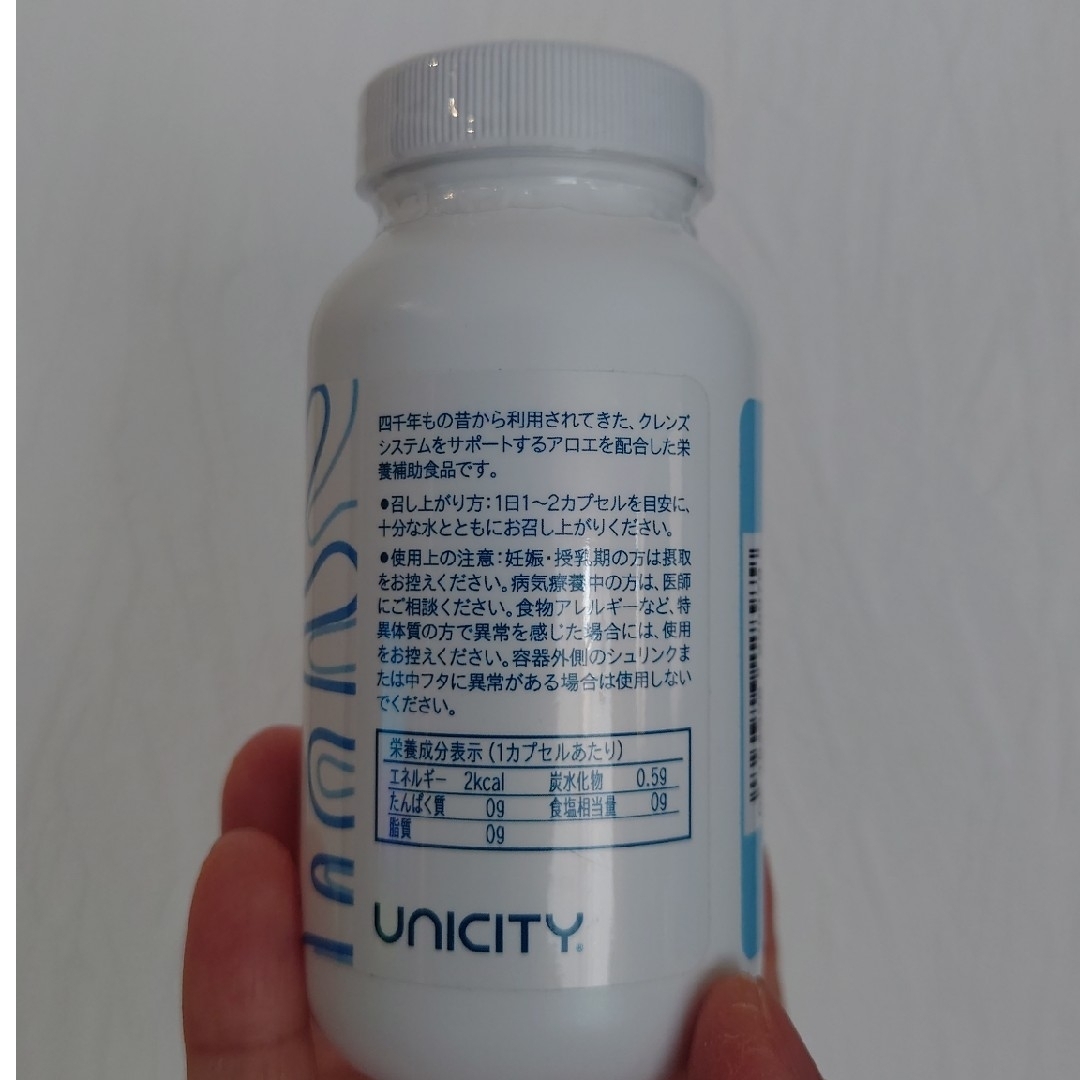 四千年もの昔から利用されてきた、クレンズ
システムをサポートするアロエを配合した栄
養補助食品です。
●召し上がり方：1日1～2カプセルを目安に、
十分な水とともにお召し上がりください。
●使用上の注意：妊娠・授乳期の方は摂取
をお控えください。病気療養中の方は、医師
にご相談ください。食物アレルギーなど、特
異体質の方で異常を感じた場合には、使用
をお控えください。容器外側のシュリンクま
たは中フタに異常がある場合は使用しない
でください。
栄養成分表示（1カプセルあたり）
エネルギー 2kcal 炭水化物 0.5g
たんぱく質 0g 食塩相当量 0g
脂質 0g
UNICITY®